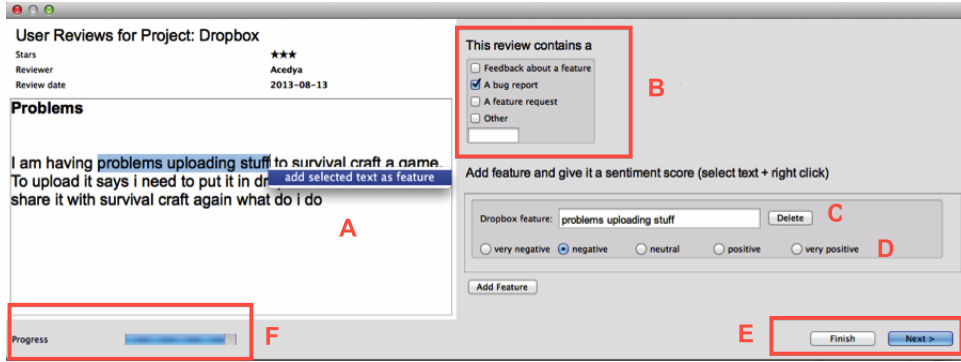 User Reviews for Project: Dropbox
Stars ★★★
Reviewer Acedya
Review date 2013-08-13
Problems
I am having problems uploading stuff to survival craft a game.
add selected text as feature
To upload it says i need to put it in
share it with survival craft again what do i do
A
This review contains a
Feedback about a feature
A bug report
A feature request
Other
B
Add feature and give it a sentiment score (select text + right click)
Dropbox feature: problems uploading stuff Delete
C
very negative negative neutral positive very positive
D
Add Feature
Progress
F
E
Finish Next >